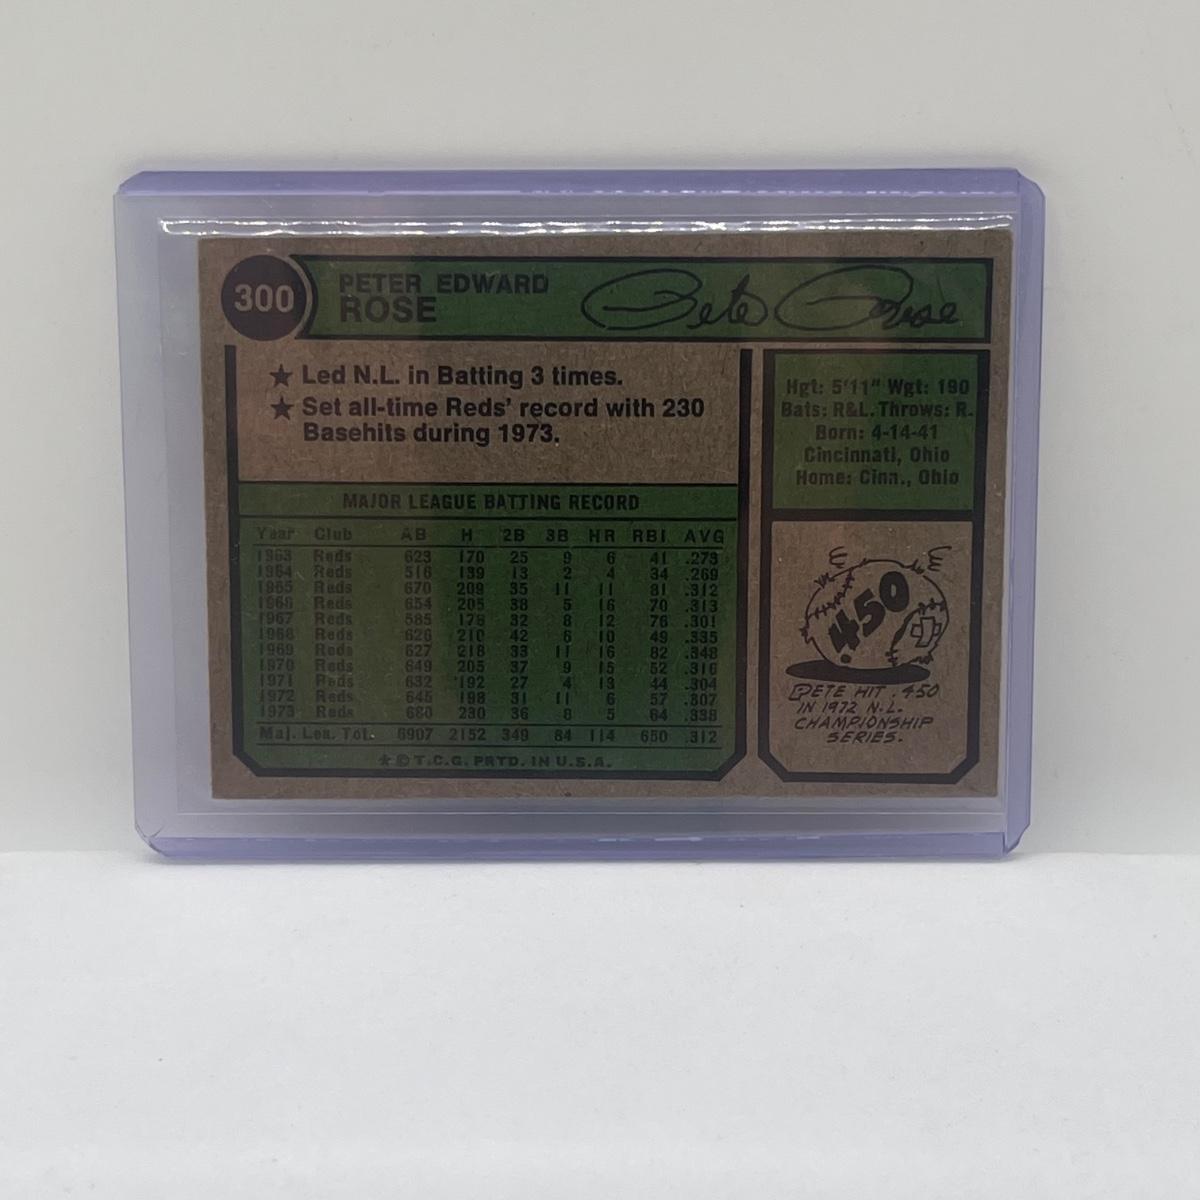 300
PETER EDWARD
ROSE
Pete Rose
★ Led N.L. in Batting 3 times.
★ Set all-time Reds' record with 230
Basehits during 1973.
Hgt: 5'11" Wgt: 190
Bats: R&L. Throws: R.
Born: 4-14-41
Cincinnati, Ohio
Home: Cinn., Ohio
MAJOR LEAGUE BATTING RECORD
Year Club AB H 2B 3B HR RBI AVG
1963 Reds 623 170 25 9 6 41 .273
1964 Reds 516 139 13 2 4 34 .269
1965 Reds 670 209 35 11 11 81 .312
1966 Reds 654 205 38 5 16 70 .313
1967 Reds 585 176 32 8 12 76 .301
1968 Reds 626 210 42 6 10 49 .335
1969 Reds 627 218 33 11 16 82 .348
1970 Reds 649 205 37 9 15 52 .316
1971 Reds 632 192 27 4 13 44 .304
1972 Reds 645 198 31 11 6 57 .307
1973 Reds 680 230 36 8 5 64 .338
Maj. Lea. Tot. 6907 2152 349 84 114 650 .312
★ © T.C.G. PRTD. IN U.S.A.
.450
PETE HIT .450
IN 1972 N.L.
CHAMPIONSHIP
SERIES.